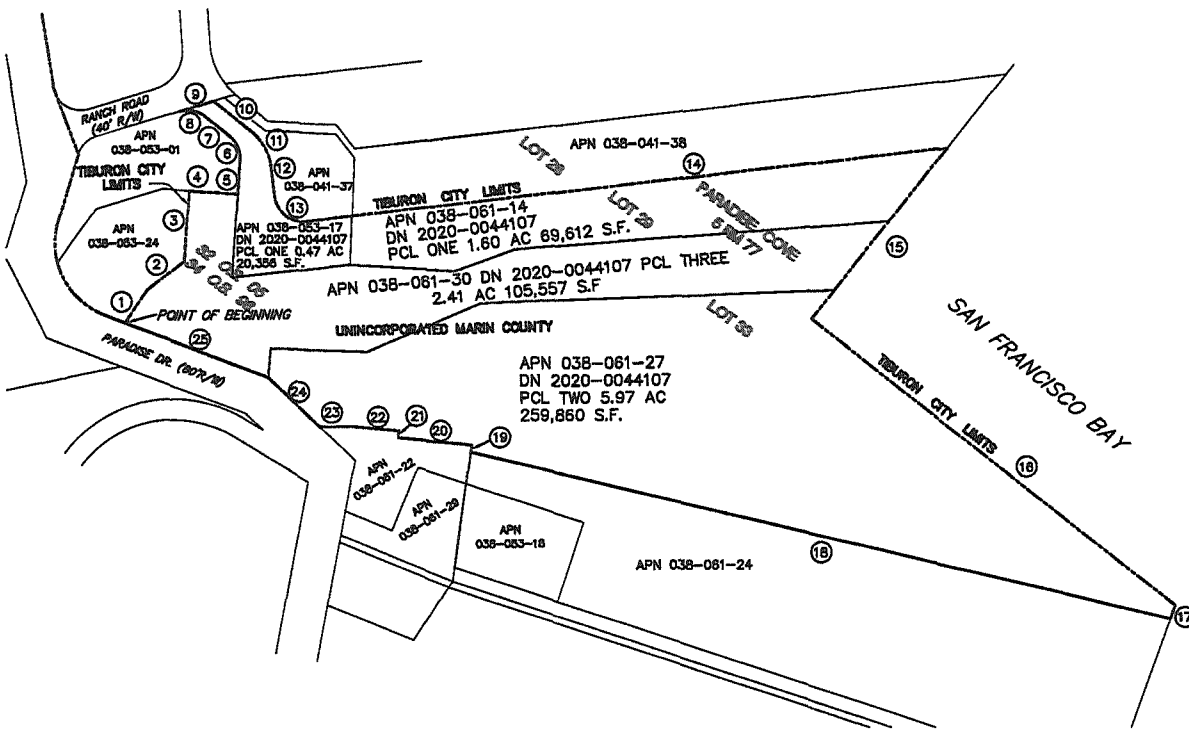 RANCH ROAD
(40' R/W)
9
10
8
7
6
11
APN
038-053-01
TIBURON CITY
LIMITS
4
5
12
APN
038-041-37
13
3
LOT 28
APN 038-041-38
14
TIBURON CITY LIMITS
APN 038-061-14
DN 2020-0044107
PCL ONE 1.60 AC 69,612 S.F.
LOT 29
PARADISE COVE
5 RM 77
15
APN
038-053-24
2
APN 038-053-17
DN 2020-0044107
PCL ONE 0.47 AC
20,356 S.F.
APN 038-061-30 DN 2020-0044107 PCL THREE
2.41 AC 105,557 S.F
LOT 33
1
POINT OF BEGINNING
25
PARADISE DR.
UNINCORPORATED MARIN COUNTY
SAN FRANCISCO BAY
APN 038-061-27
DN 2020-0044107
PCL TWO 5.97 AC
259,860 S.F.
TIBURON CITY LIMITS
16
24
23
22
21
20
19
APN
038-061-22
APN
038-061-29
APN
038-053-18
18
APN 038-061-24
17